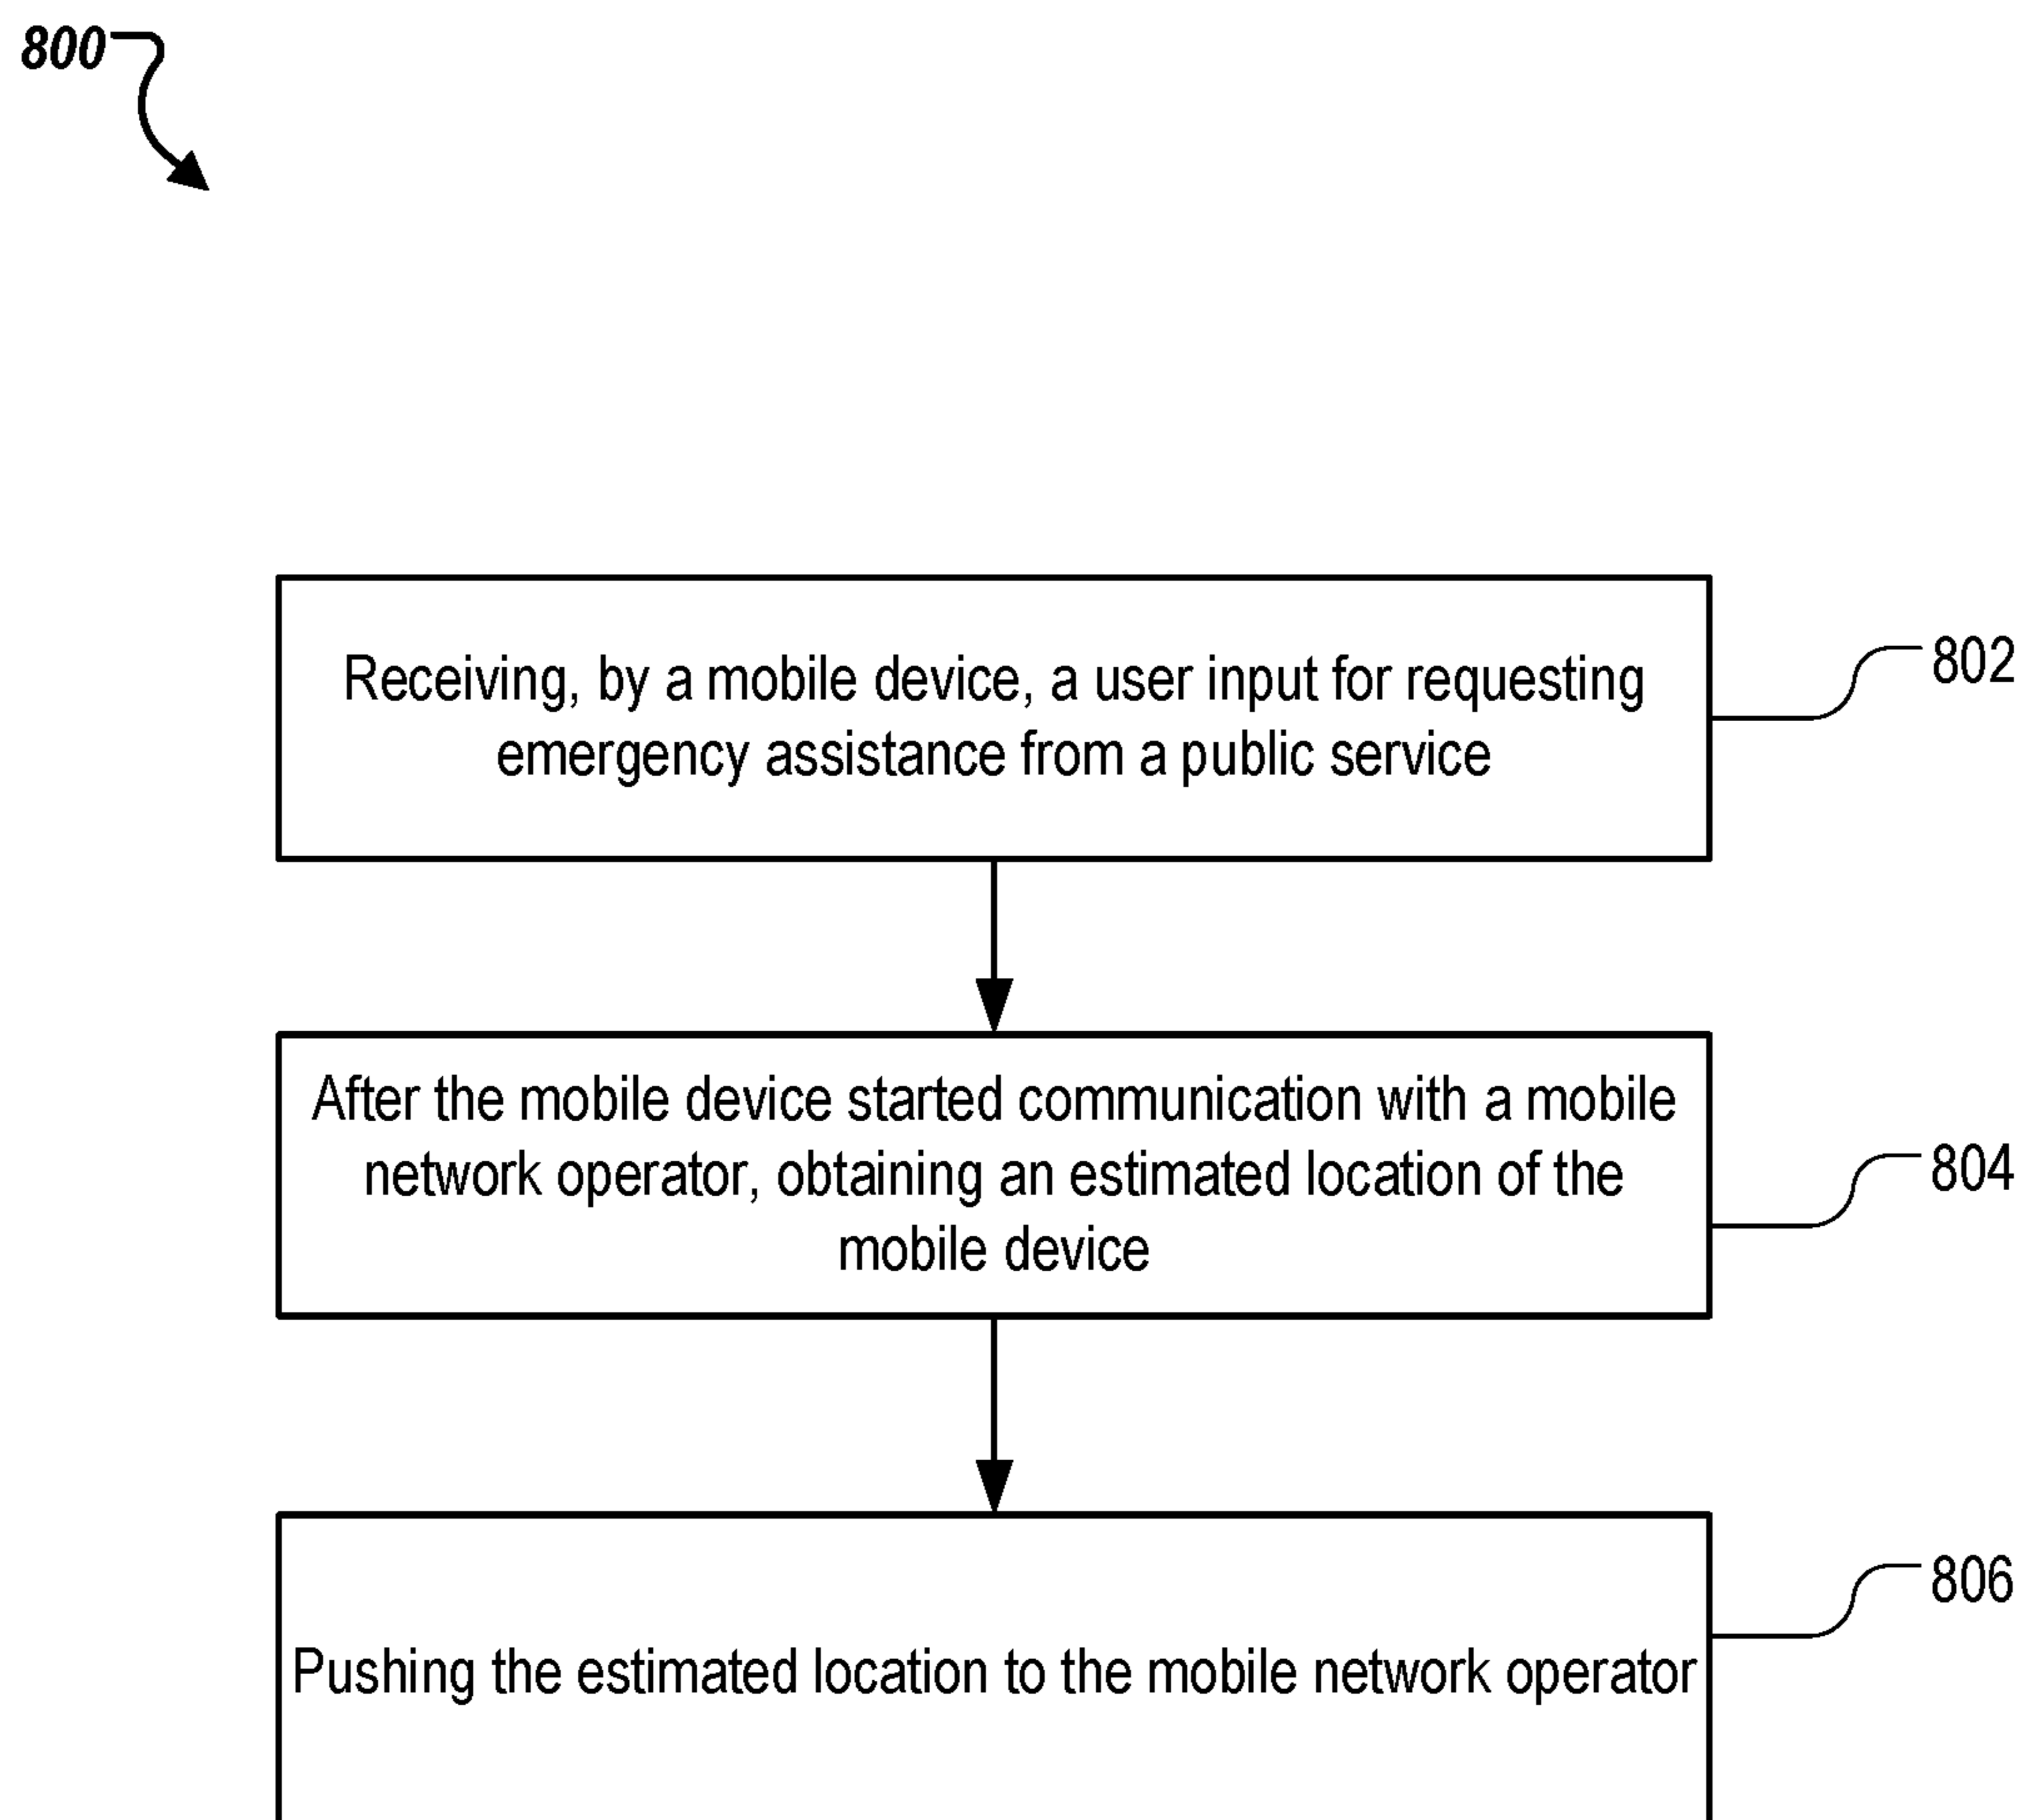 800
Receiving, by a mobile device, a user input for requesting
emergency assistance from a public service
802
After the mobile device started communication with a mobile
network operator, obtaining an estimated location of the
mobile device
804
Pushing the estimated location to the mobile network operator
806